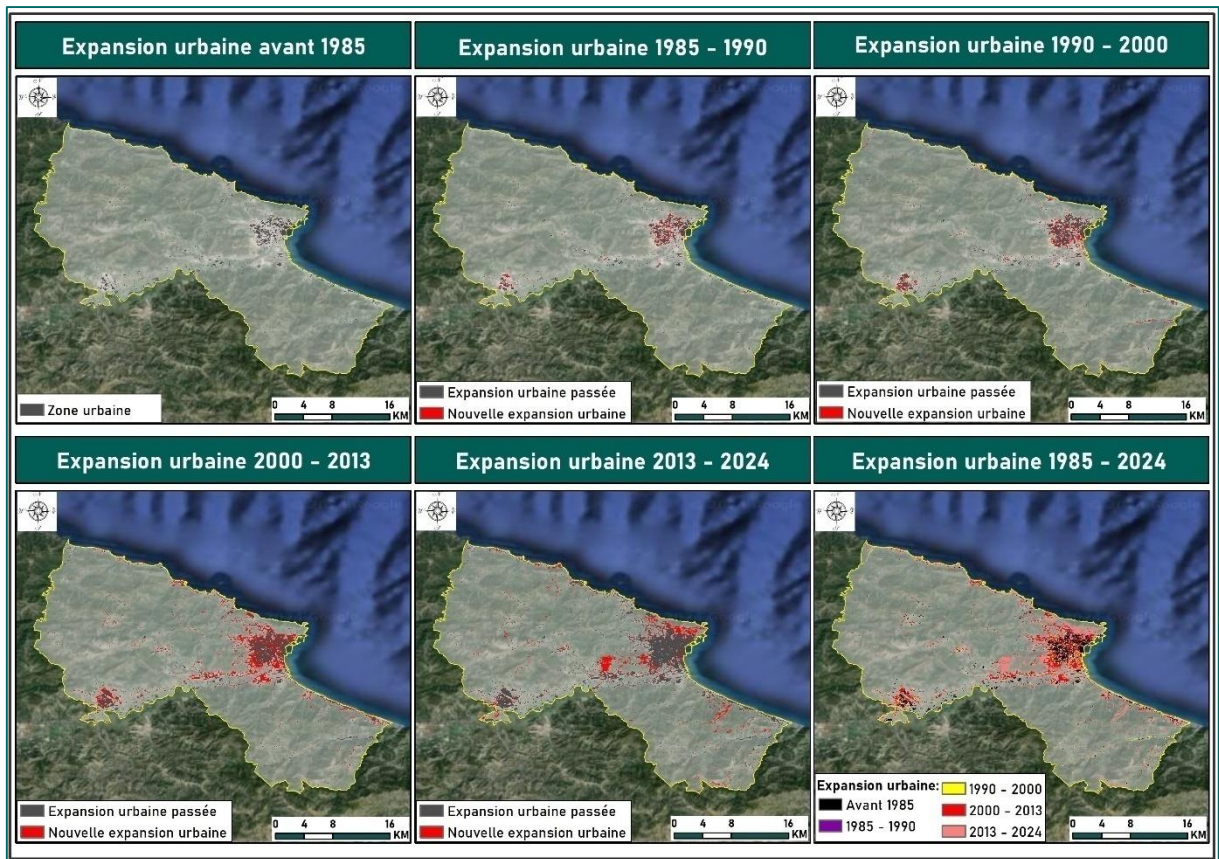 Expansion urbaine avant 1985
Expansion urbaine 1985 - 1990
Expansion urbaine 1990 - 2000
Zone urbaine
0 4 8 16
KM
Expansion urbaine passée
Nouvelle expansion urbaine
0 4 8 16
KM
Expansion urbaine passée
Nouvelle expansion urbaine
0 4 8 16
KM
Expansion urbaine 2000 - 2013
Expansion urbaine 2013 - 2024
Expansion urbaine 1985 - 2024
Expansion urbaine passée
Nouvelle expansion urbaine
0 4 8 16
KM
Expansion urbaine passée
Nouvelle expansion urbaine
0 4 8 16
KM
Expansion urbaine:
Avant 1985
1985 - 1990
1990 - 2000
2000 - 2013
2013 - 2024
0 4 8 16
KM